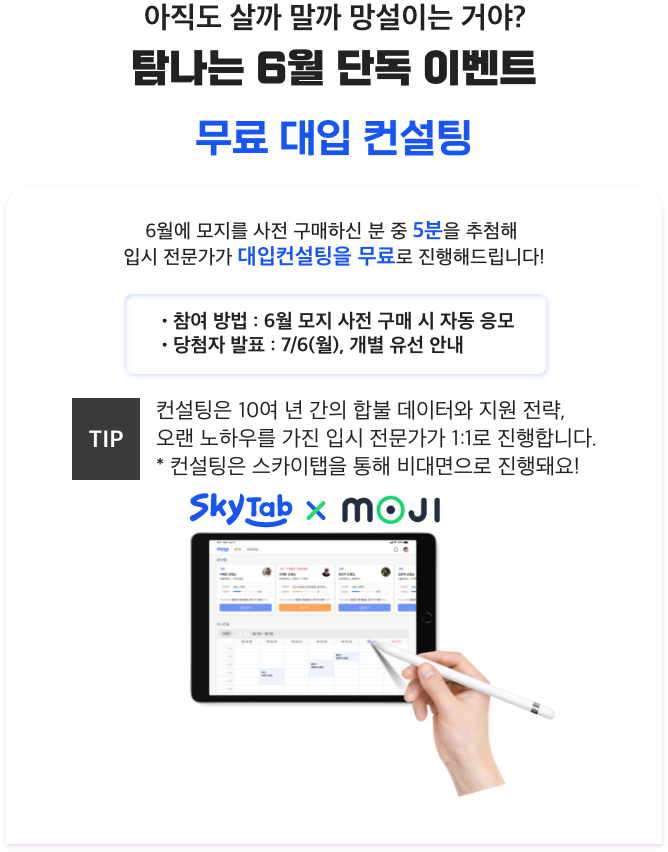 아직도 살까 말까 망설이는 거야?
탐나는 6월 단독 이벤트
무료 대입 컨설팅
6월에 모지를 사전 구매하신 분 중 5분을 추첨해
입시 전문가가 대입컨설팅을 무료로 진행해드립니다!
• 참여 방법 : 6월 모지 사전 구매 시 자동 응모
• 당첨자 발표 : 7/6(월), 개별 유선 안내
TIP
컨설팅은 10여 년 간의 합불 데이터와 지원 전략,
오랜 노하우를 가진 입시 전문가가 1:1로 진행합니다.
* 컨설팅은 스카이탭을 통해 비대면으로 진행돼요!
SkyTab x MOJI